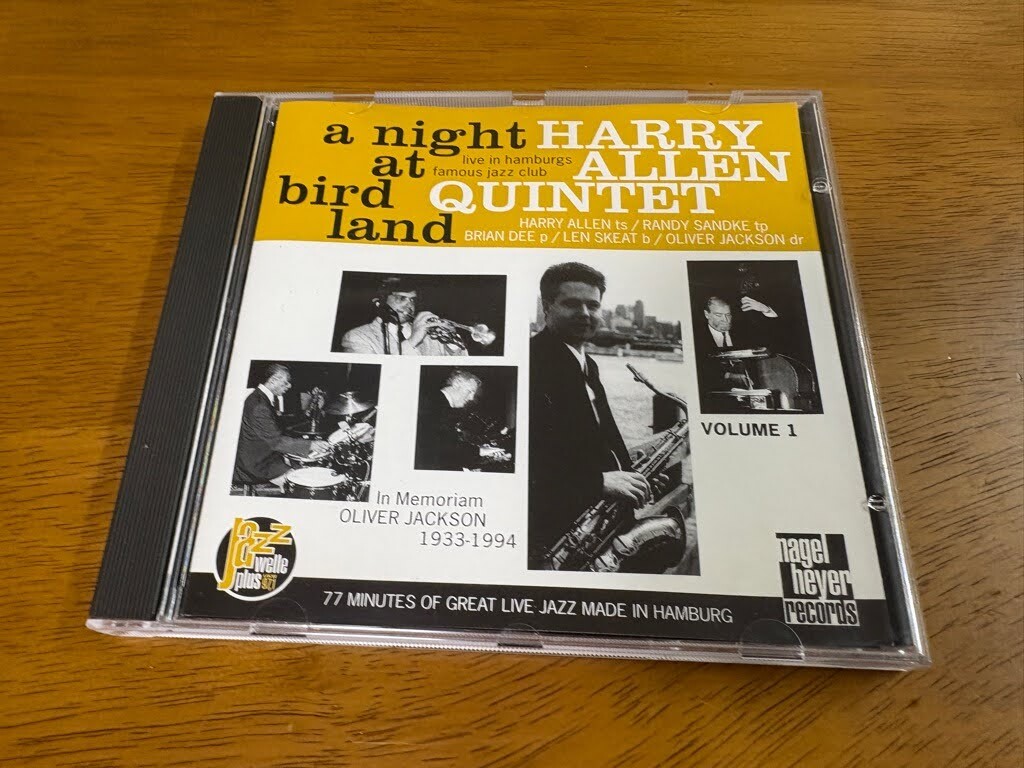 a night at bird land
HARRY ALLEN QUINTET
live in hamburgs
famous jazz club
HARRY ALLEN ts / RANDY SANDKE tp
BRIAN DEE p / LEN SKEAT b / OLIVER JACKSON dr
VOLUME 1
In Memoriam
OLIVER JACKSON
1933-1994
Jazz
welle
plus
nagel
heyer
records
77 MINUTES OF GREAT LIVE JAZZ MADE IN HAMBURG